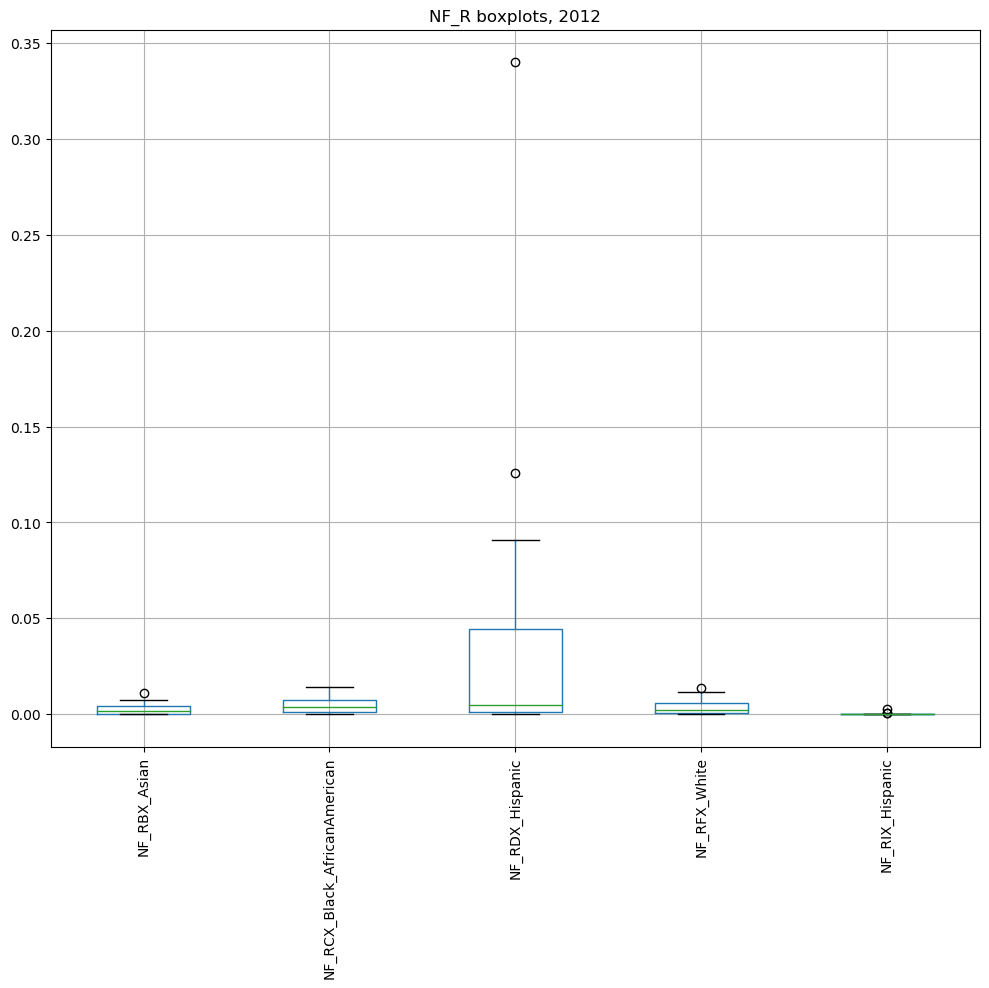 NF_R boxplots, 2012
0.35
0.30
0.25
0.20
0.15
0.10
0.05
0.00
NF_RBX_Asian
NF_RCX_Black_AfricanAmerican
NF_RDX_Hispanic
NF_RFX_White
NF_RIX_Hispanic